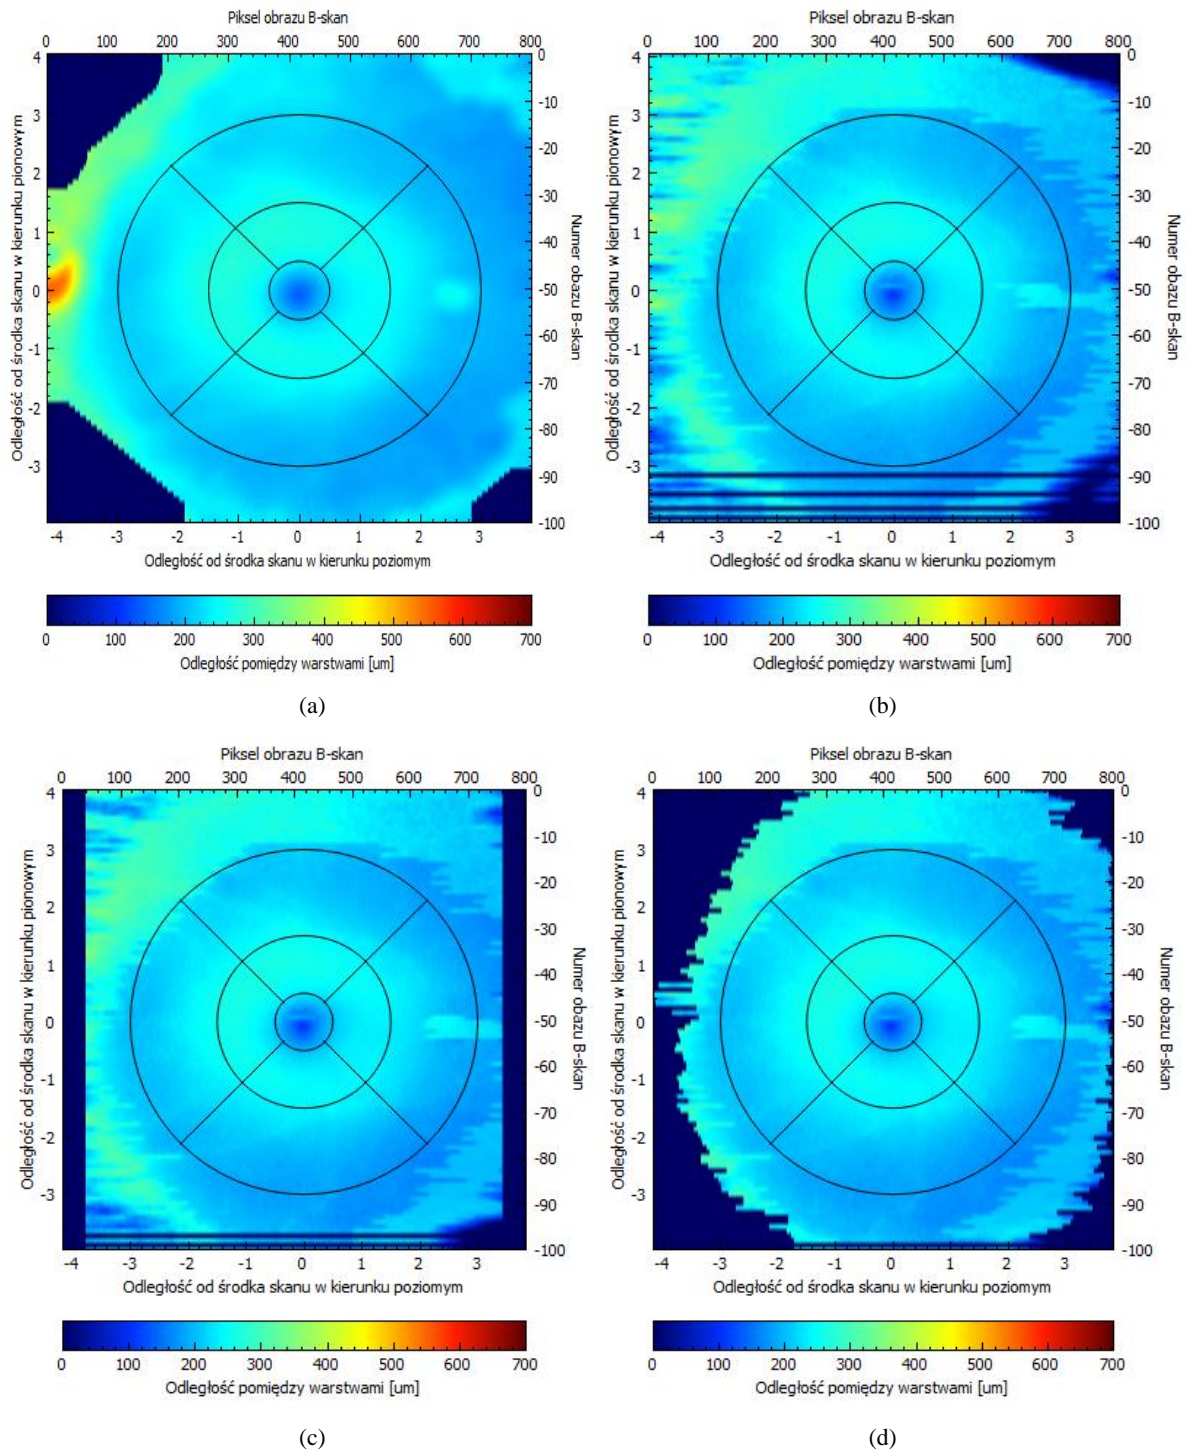 Piksel obrazu B-skan
0 100 200 300 400 500 600 700 800
4 3 2 1 0 -1 -2 -3
Odległość od środka skanu w kierunku pionowym
0 -10 -20 -30 -40 -50 -60 -70 -80 -90 -100
Numer obazu B-skan
-4 -3 -2 -1 0 1 2 3
Odległość od środka skanu w kierunku poziomym
0 100 200 300 400 500 600 700
Odległość pomiędzy warstwami [um]
(a)
Piksel obrazu B-skan
0 100 200 300 400 500 600 700 800
4 3 2 1 0 -1 -2 -3
Odległość od środka skanu w kierunku pionowym
0 -10 -20 -30 -40 -50 -60 -70 -80 -90 -100
Numer obazu B-skan
-4 -3 -2 -1 0 1 2 3
Odległość od środka skanu w kierunku poziomym
0 100 200 300 400 500 600 700
Odległość pomiędzy warstwami [um]
(b)
Piksel obrazu B-skan
0 100 200 300 400 500 600 700 800
4 3 2 1 0 -1 -2 -3
Odległość od środka skanu w kierunku pionowym
0 -10 -20 -30 -40 -50 -60 -70 -80 -90 -100
Numer obazu B-skan
-4 -3 -2 -1 0 1 2 3
Odległość od środka skanu w kierunku poziomym
0 100 200 300 400 500 600 700
Odległość pomiędzy warstwami [um]
(c)
Piksel obrazu B-skan
0 100 200 300 400 500 600 700 800
4 3 2 1 0 -1 -2 -3
Odległość od środka skanu w kierunku pionowym
0 -10 -20 -30 -40 -50 -60 -70 -80 -90 -100
Numer obazu B-skan
-4 -3 -2 -1 0 1 2 3
Odległość od środka skanu w kierunku poziomym
0 100 200 300 400 500 600 700
Odległość pomiędzy warstwami [um]
(d)